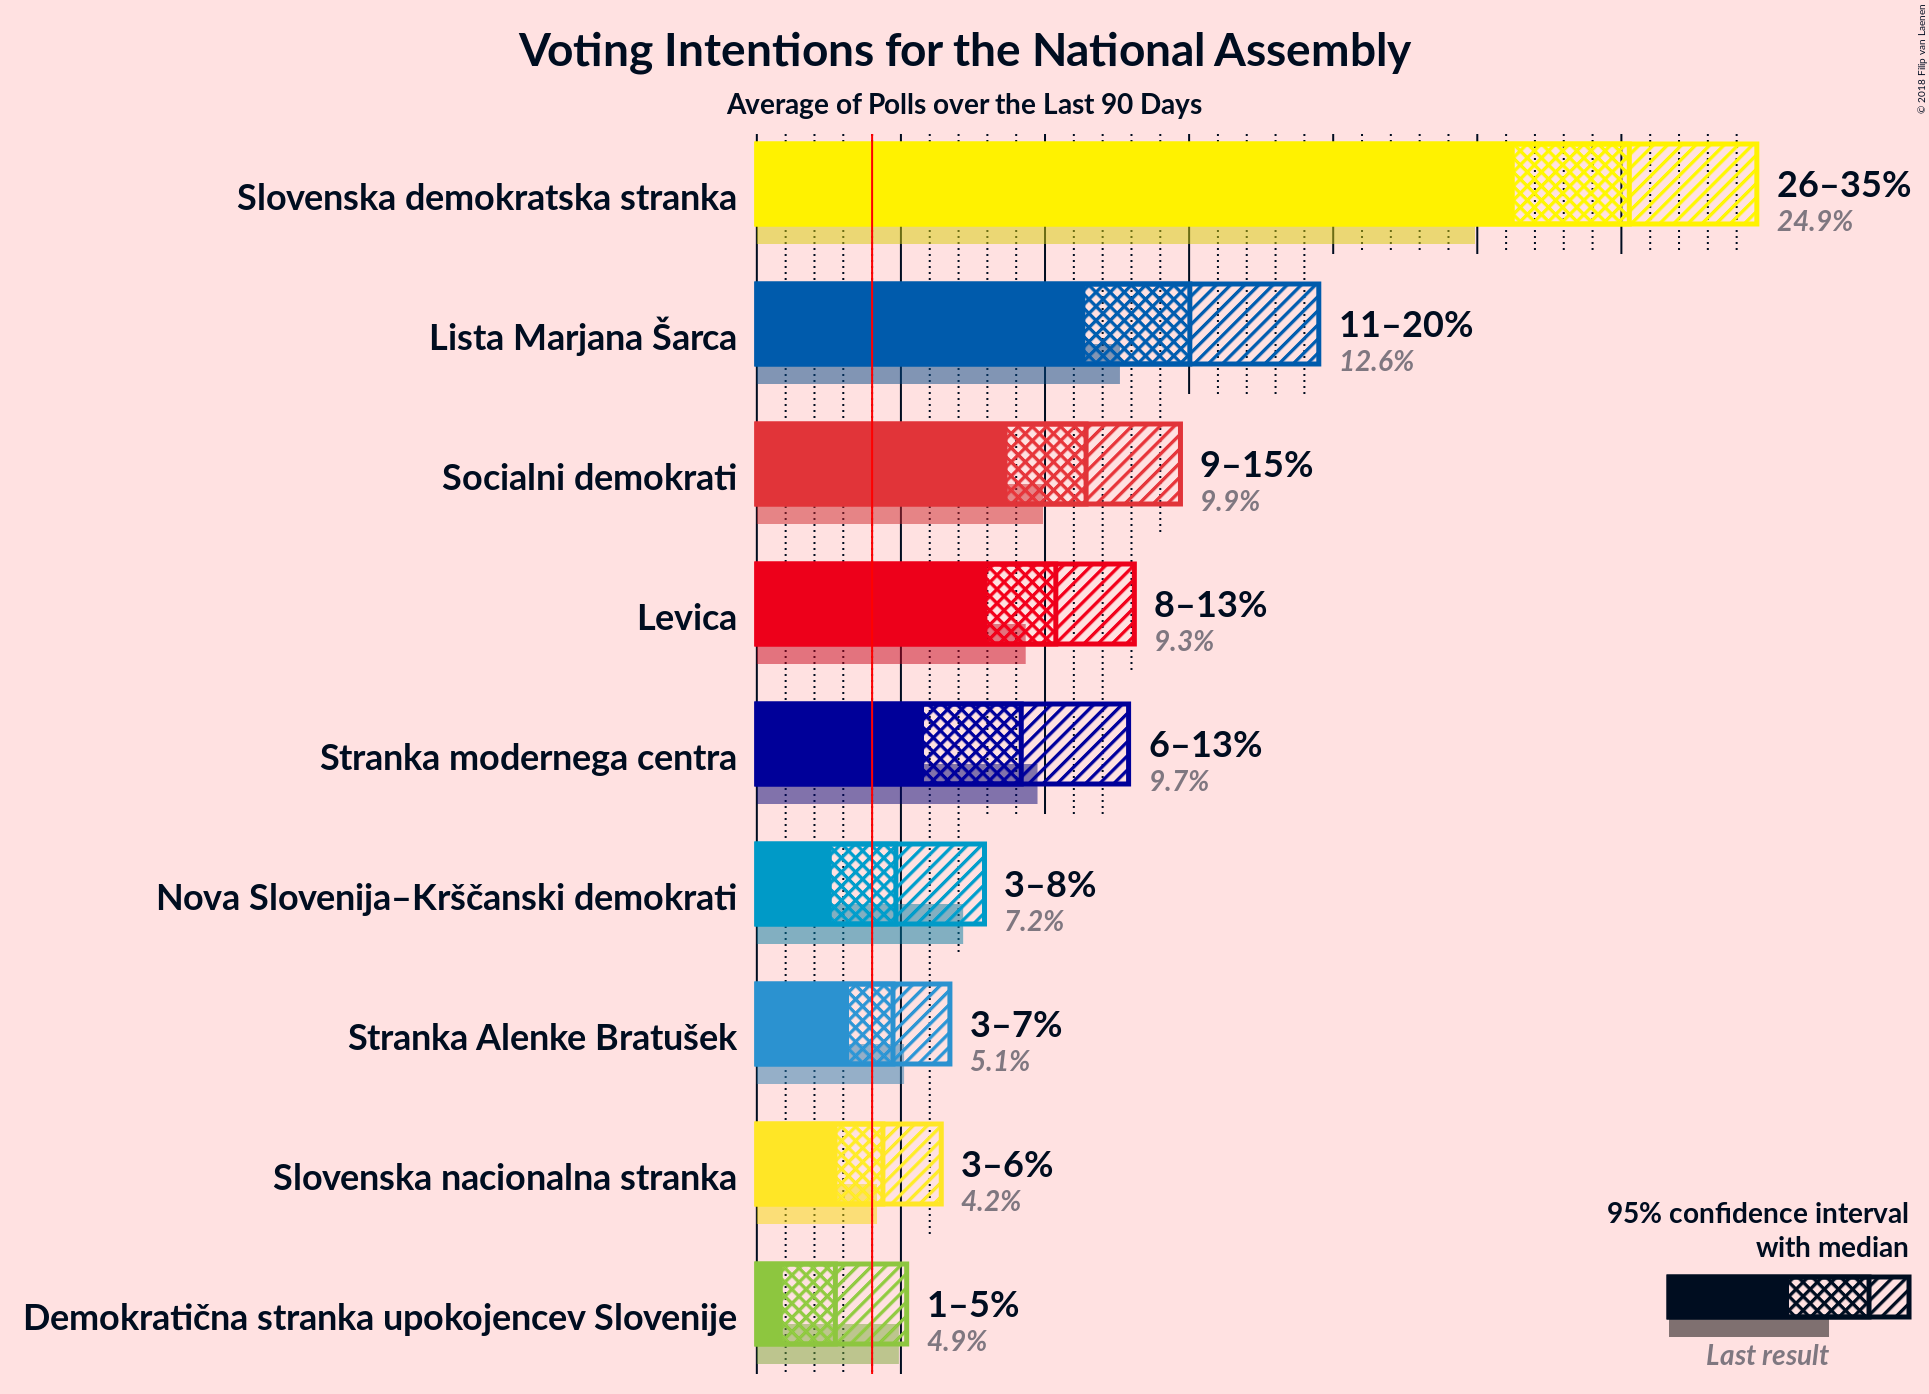 Voting Intentions for the National Assembly
Average of Polls over the Last 90 Days
© 2018 Filip van Laenen
Slovenska demokratska stranka
26–35%
24.9%
Lista Marjana Šarca
11–20%
12.6%
Socialni demokrati
9–15%
9.9%
Levica
8–13%
9.3%
Stranka modernega centra
6–13%
9.7%
Nova Slovenija–Krščanski demokrati
3–8%
7.2%
Stranka Alenke Bratušek
3–7%
5.1%
Slovenska nacionalna stranka
3–6%
4.2%
Demokratična stranka upokojencev Slovenije
1–5%
4.9%
95% confidence interval
with median
Last result